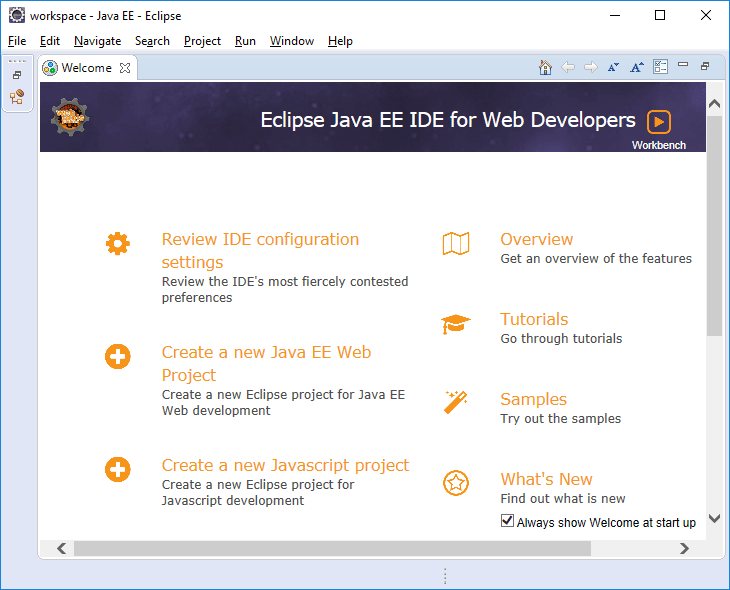 workspace - Java EE - Eclipse
File Edit Navigate Search Project Run Window Help
Welcome
Eclipse Java EE IDE for Web Developers
Workbench
Review IDE configuration
settings
Review the IDE's most fiercely contested
preferences
Create a new Java EE Web
Project
Create a new Eclipse project for Java EE
Web development
Create a new Javascript project
Create a new Eclipse project for
Javascript development
Overview
Get an overview of the features
Tutorials
Go through tutorials
Samples
Try out the samples
What's New
Find out what is new
Always show Welcome at start up